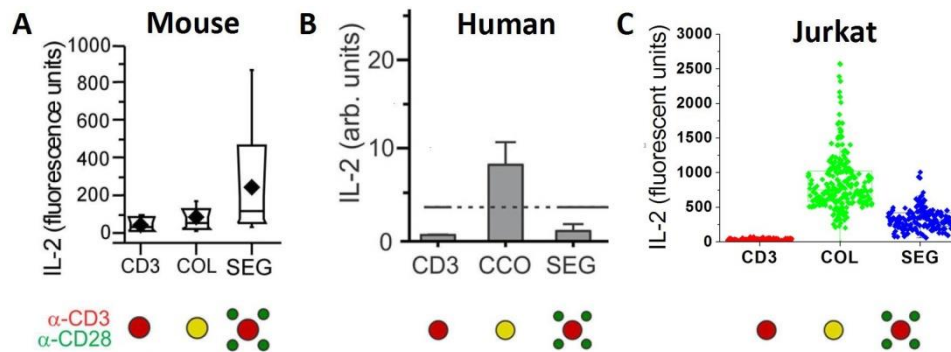 A
Mouse
IL-2 (fluorescence units)
1000
800
600
400
200
0
CD3 COL SEG
α-CD3
α-CD28
B
Human
IL-2 (arb. units)
20
10
0
CD3 CCO SEG
C
Jurkat
IL-2 (fluorescent units)
3000
2500
2000
1500
1000
500
0
CD3 COL SEG